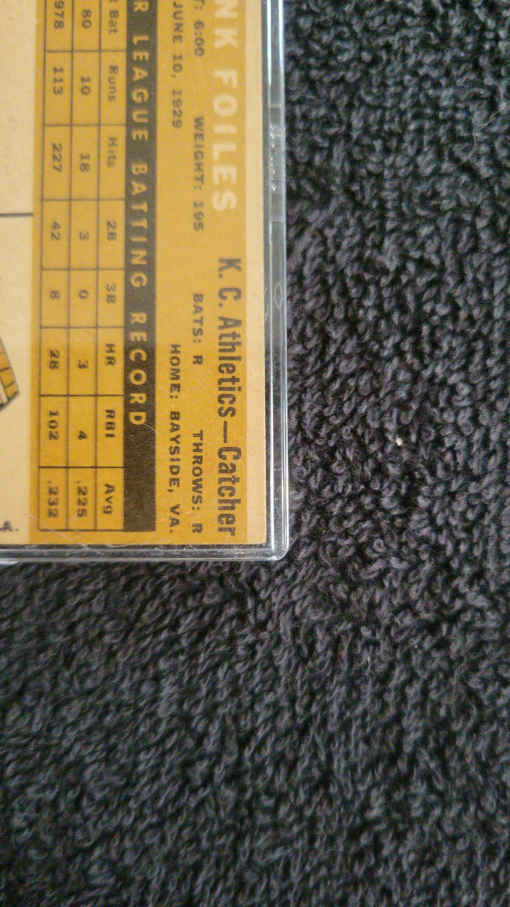 NK FOILES K. C. Athletics—Catcher
: 6:00 WEIGHT: 195 BATS: R THROWS: R
JUNE 10, 1929 HOME: BAYSIDE, VA.
R LEAGUE BATTING RECORD
t Bat Runs Hits 2B 3B HR RBI Avg
80 10 18 3 0 3 4 .225
978 113 227 42 6 28 102 .232